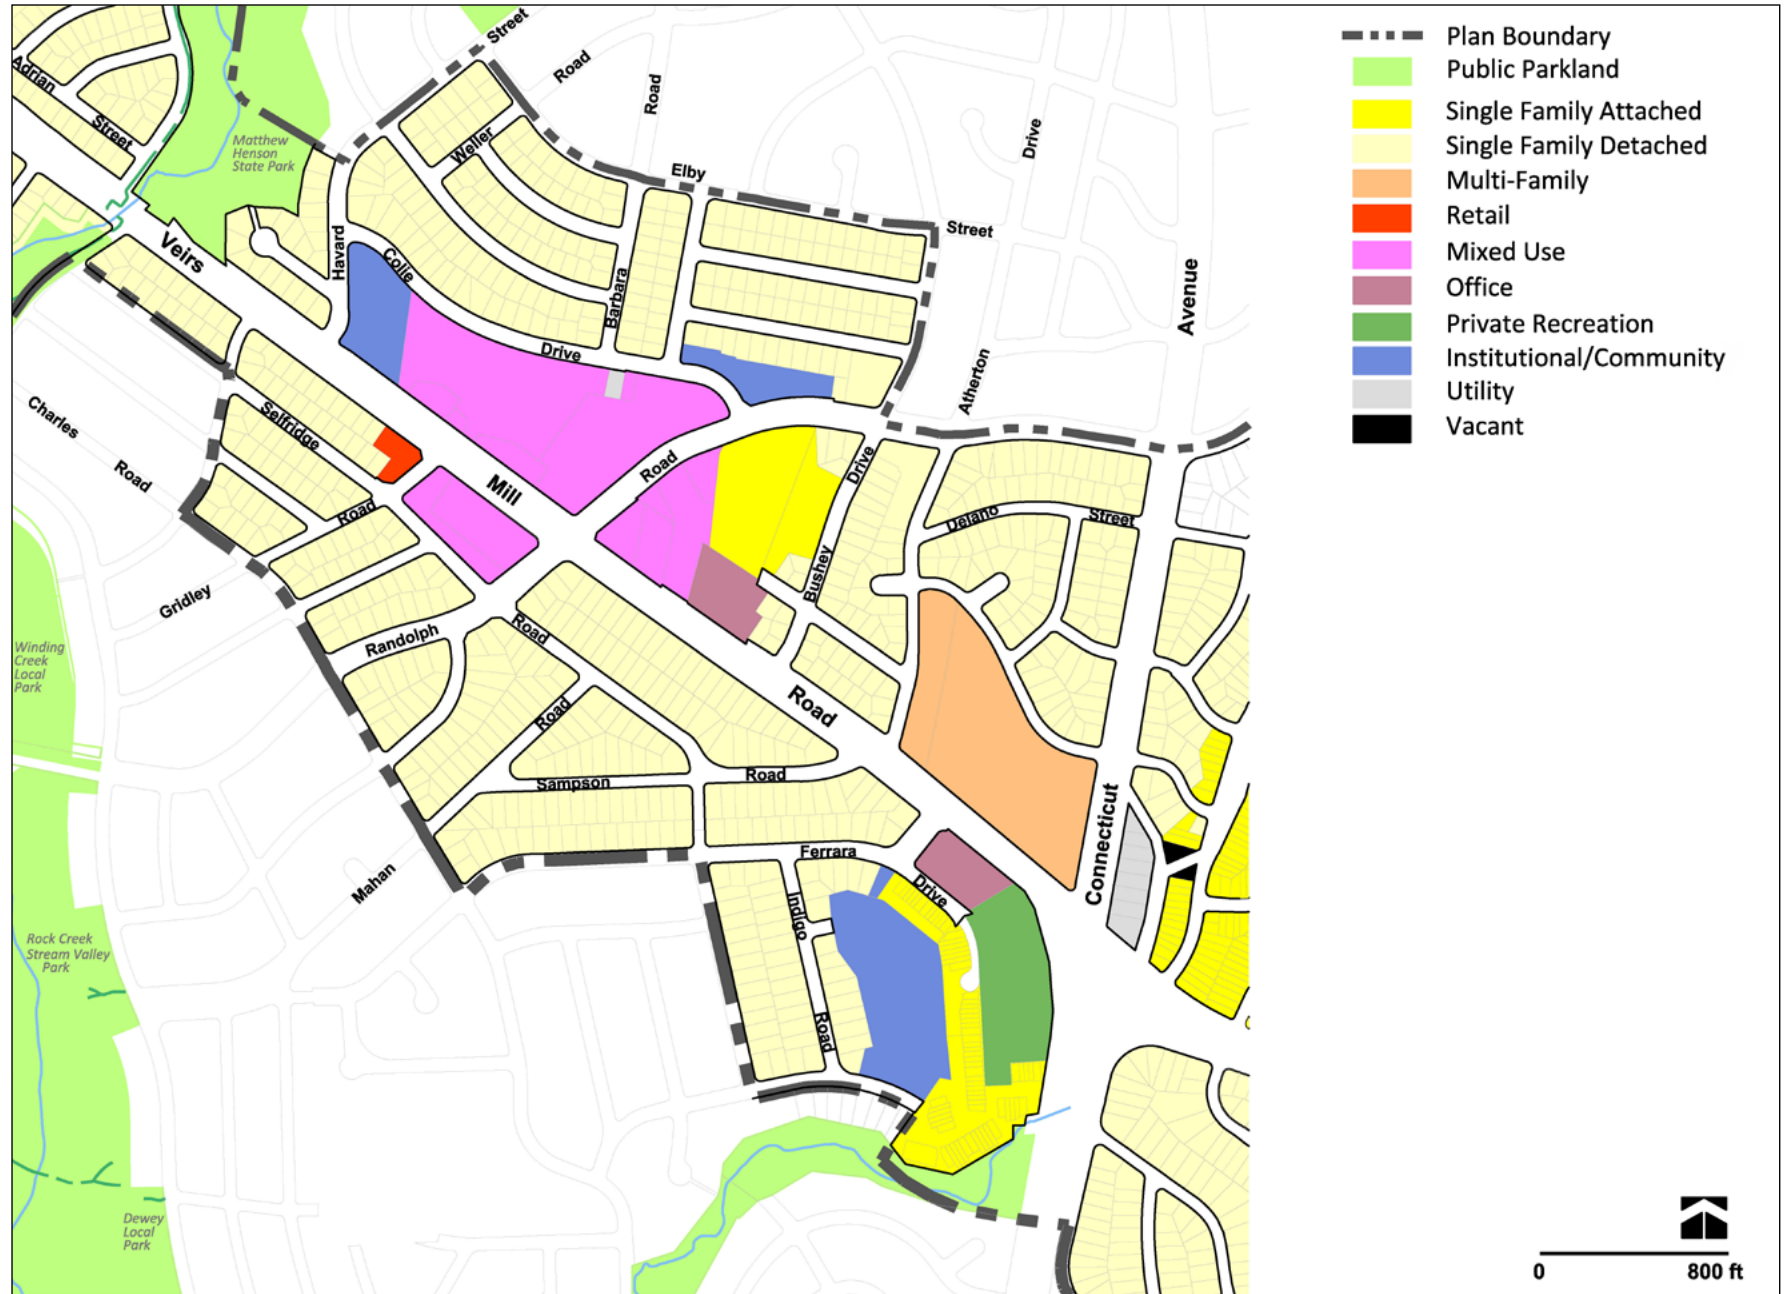 Street
Road
Road
Adrian
Street
Matthew
Henson
State Park
Weller
Drive
Elby
Street
Veirs
Havard
Colie
Barbara
Avenue
Drive
Atherton
Charles
Road
Selfridge
Road
Mill
Road
Drive
Delano
Street
Bushey
Gridley
Randolph
Road
Winding
Creek
Local
Park
Road
Road
Sampson
Road
Connecticut
Ferrara
Drive
Mahan
Indigo
Road
Rock Creek
Stream Valley
Park
Dewey
Local
Park
Plan Boundary
Public Parkland
Single Family Attached
Single Family Detached
Multi-Family
Retail
Mixed Use
Office
Private Recreation
Institutional/Community
Utility
Vacant
0 800 ft